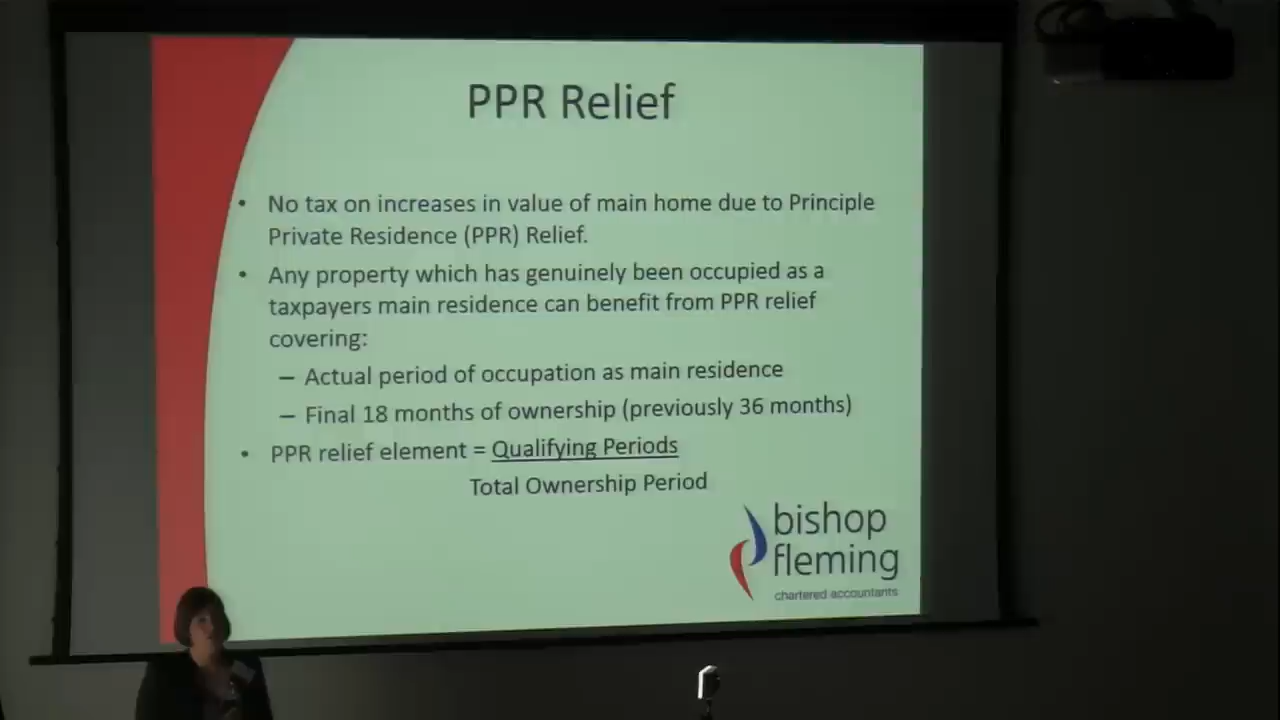 PPR Relief
• No tax on increases in value of main home due to Principle
Private Residence (PPR) Relief.
• Any property which has genuinely been occupied as a
taxpayers main residence can benefit from PPR relief
covering:
– Actual period of occupation as main residence
– Final 18 months of ownership (previously 36 months)
• PPR relief element = Qualifying Periods
Total Ownership Period
bishop
fleming
chartered accountants